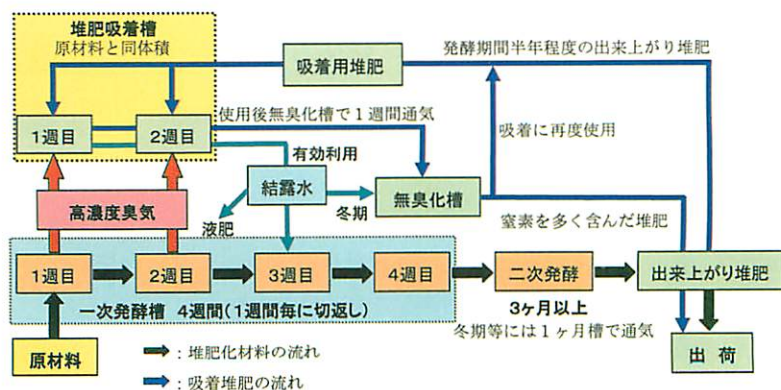 堆肥吸着槽
原材料と同体積
吸着用堆肥
発酵期間半年程度の出来上がり堆肥
1週目
2週目
使用後無臭化槽で1週間通気
吸着に再度使用
有効利用
結露水
高濃度臭気
冬期
無臭化槽
液肥
窒素を多く含んだ堆肥
1週目
2週目
3週目
4週目
二次発酵
出来上がり堆肥
一次発酵槽 4週間(1週間毎に切返し)
3ヶ月以上
冬期等には1ヶ月槽で通気
原材料
:堆肥化材料の流れ
出 荷
:吸着堆肥の流れ